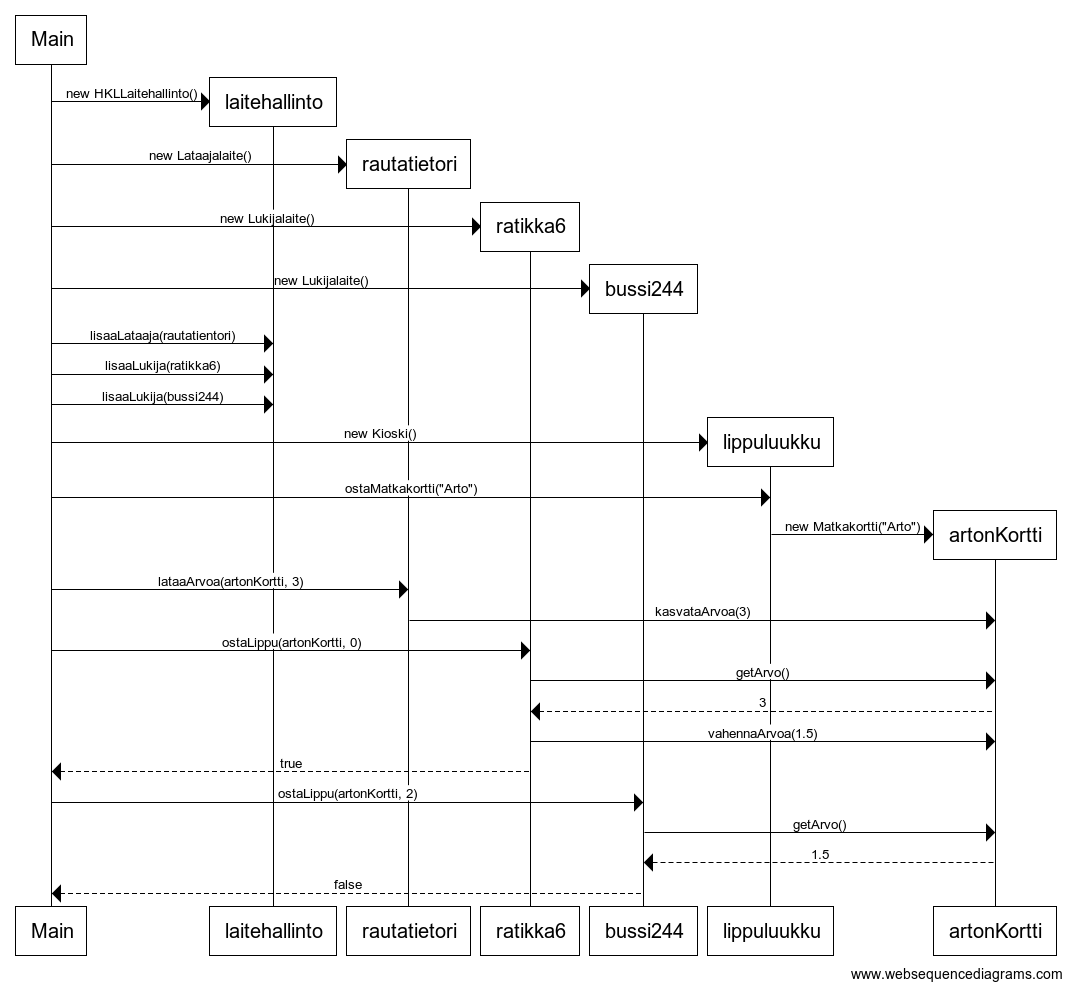 Main
new HKLLaitehallinto()
laitehallinto
new Lataajalaite()
rautatietori
new Lukijalaite()
ratikka6
new Lukijalaite()
bussi244
lisaaLataaja(rautatientori)
lisaaLukija(ratikka6)
lisaaLukija(bussi244)
new Kioski()
lippuluukku
ostaMatkakortti("Arto")
new Matkakortti("Arto")
artonKortti
lataaArvoa(artonKortti, 3)
kasvataArvoa(3)
ostaLippu(artonKortti, 0)
getArvo()
3
vahennaArvoa(1.5)
true
ostaLippu(artonKortti, 2)
getArvo()
1.5
false
Main laitehallinto rautatietori ratikka6 bussi244 lippuluukku artonKortti
www.websequencediagrams.com